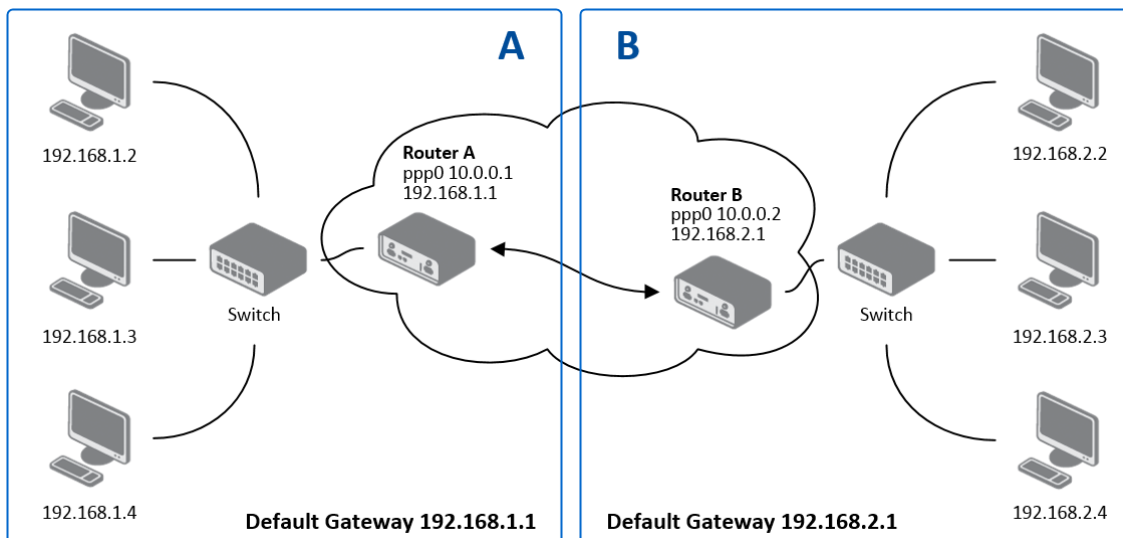 A
B
192.168.1.2
192.168.2.2
Router A
ppp0 10.0.0.1
192.168.1.1
Router B
ppp0 10.0.0.2
192.168.2.1
Switch
Switch
192.168.1.3
192.168.2.3
192.168.1.4
192.168.2.4
Default Gateway 192.168.1.1
Default Gateway 192.168.2.1